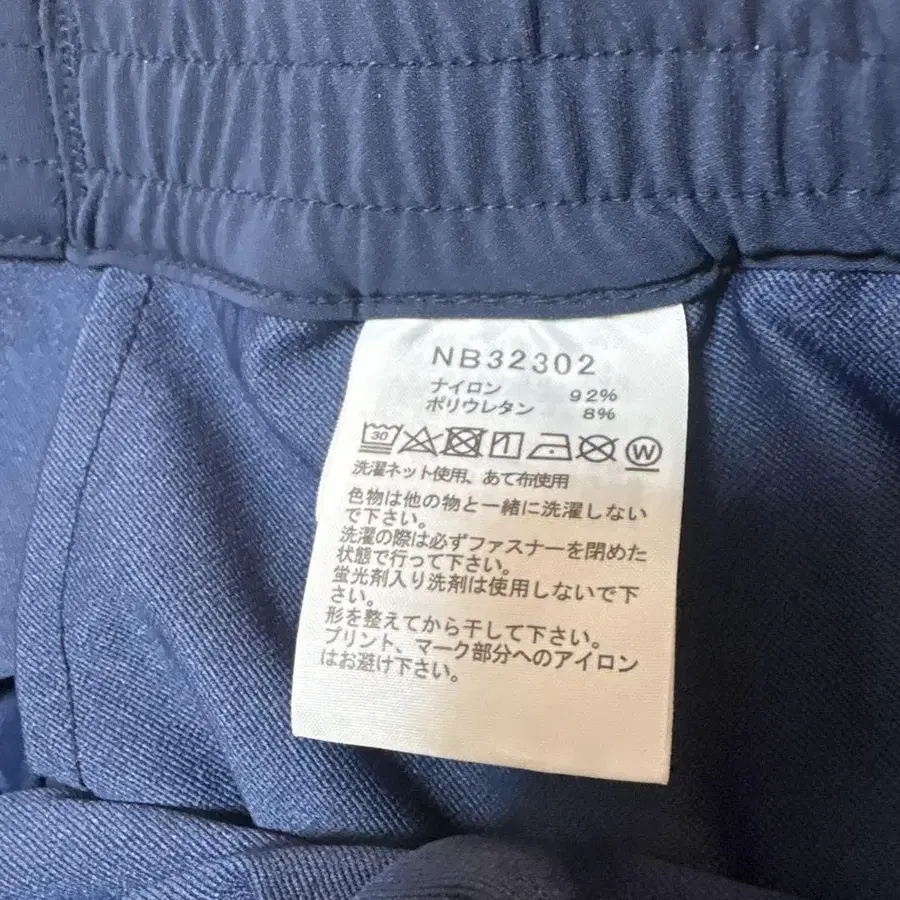 NB32302
ナイロン 92%
ポリウレタン 8%
30 W
洗濯ネット使用、あて布使用
色物は他の物と一緒に洗濯しない
で下さい。
洗濯の際は必ずファスナーを閉めた
状態で行って下さい。
蛍光剤入り洗剤は使用しないで下
さい。
形を整えてから干して下さい。
プリント、マーク部分へのアイロン
はお避け下さい。